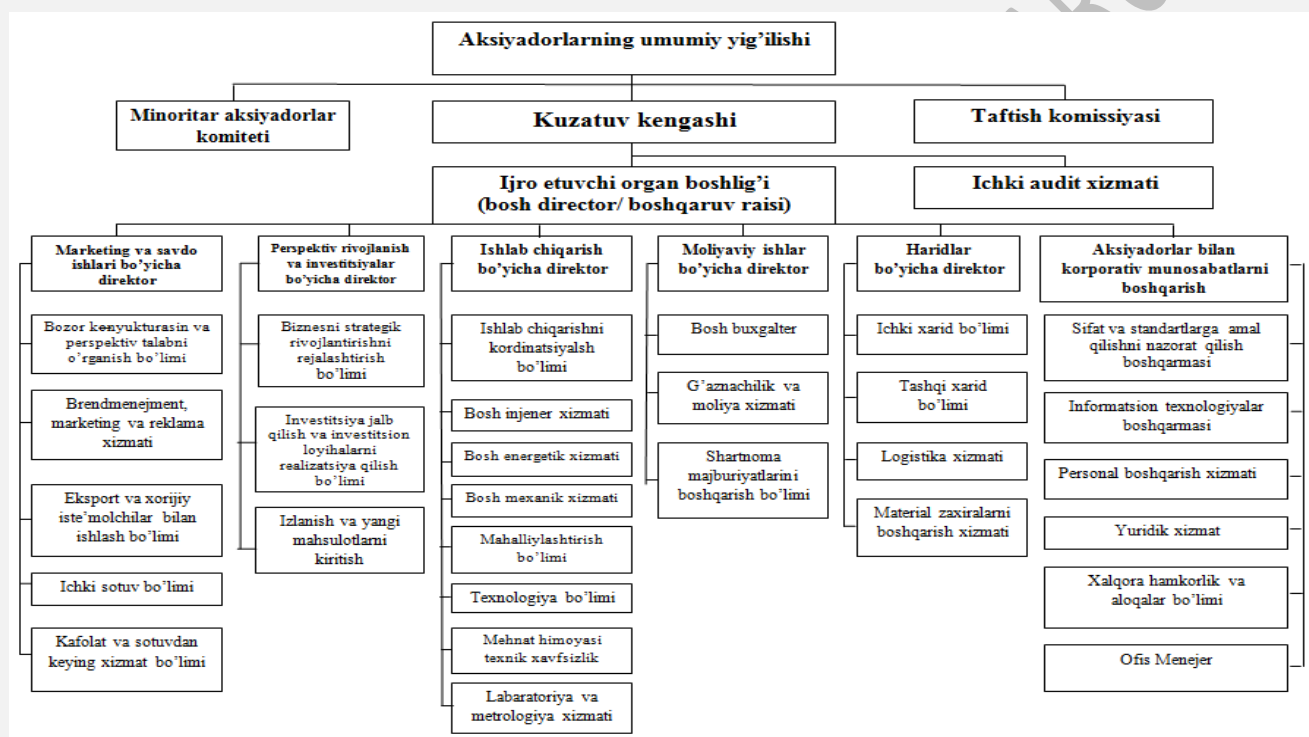 Aksiyadorlarning umumiy yig'ilishi
Minoritar aksiyadorlar
komiteti
Kuzatuv kengashi
Taftish komissiyasi
Ijro etuvchi organ boshlig'i
(bosh director/ boshqaruv raisi)
Ichki audit xizmati
Marketing va savdo
ishlari bo'yicha
direktor
Bozor konyukturasin va
perspektiv talabni
o'rganish bo'limi
Brendmenejment,
marketing va reklama
xizmati
Eksport va xorijiy
iste'molchilar bilan
ishlash bo'limi
Ichki sotuv bo'limi
Kafolat va sotuvdan
keying xizmat bo'limi
Perspektiv rivojlanish
va investitsiyalar
bo'yicha direktor
Biznesni strategik
rivojlantirishni
rejalashtirish
bo'limi
Investitsiya jalb
qilish va investitsion
loyihalarni
realizatsiya qilish
bo'limi
Izlanish va yangi
mahsulotlarni
kiritish
Ishlab chiqarish
bo'yicha direktor
Ishlab chiqarishni
kordinatsiyalsh
bo'limi
Bosh injener xizmati
Bosh energetik xizmati
Bosh mexanik xizmati
Mahalliylashtirish
bo'limi
Texnologiya bo'limi
Mehnat himoyasi
texnik xavfsizlik
Labaratoriya va
metrologiya xizmati
Moliyaviy ishlar
bo'yicha direktor
Bosh buxgalter
G'aznachilik va
moliya xizmati
Shartnoma
majburiyatlarini
boshqarish bo'limi
Haridlar
bo'yicha direktor
Ichki xarid bo'limi
Tashqi xarid
bo'limi
Logistika xizmati
Material zaxiralarni
boshqarish xizmati
Aksiyadorlar bilan
korporativ munosabatlarni
boshqarish
Sifat va standartlarga amal
qilishni nazorat qilish
boshqarmasi
Informatsion texnologiyalar
boshqarmasi
Personal boshqarish xizmati
Yuridik xizmat
Xalqora hamkorlik va
aloqalar bo'limi
Ofis Menejer